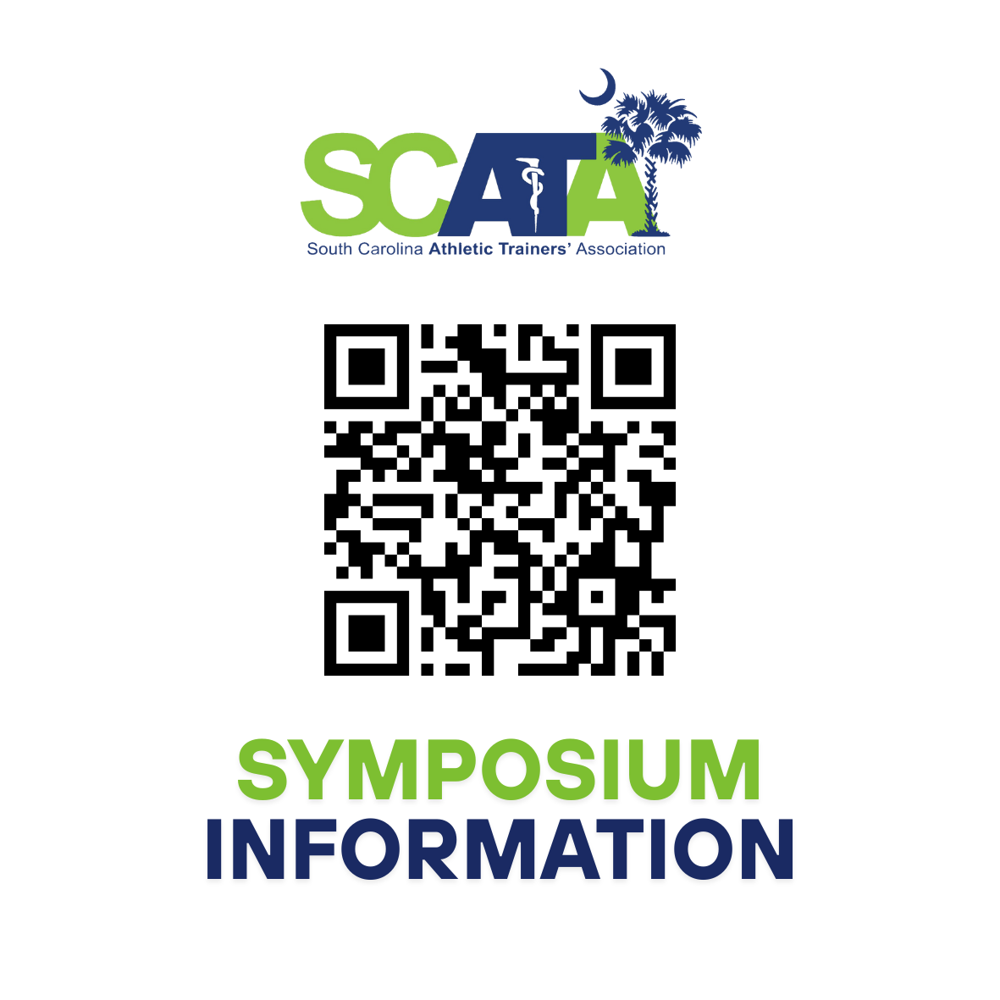 SCATA
South Carolina Athletic Trainers’ Association
SYMPOSIUM
INFORMATION